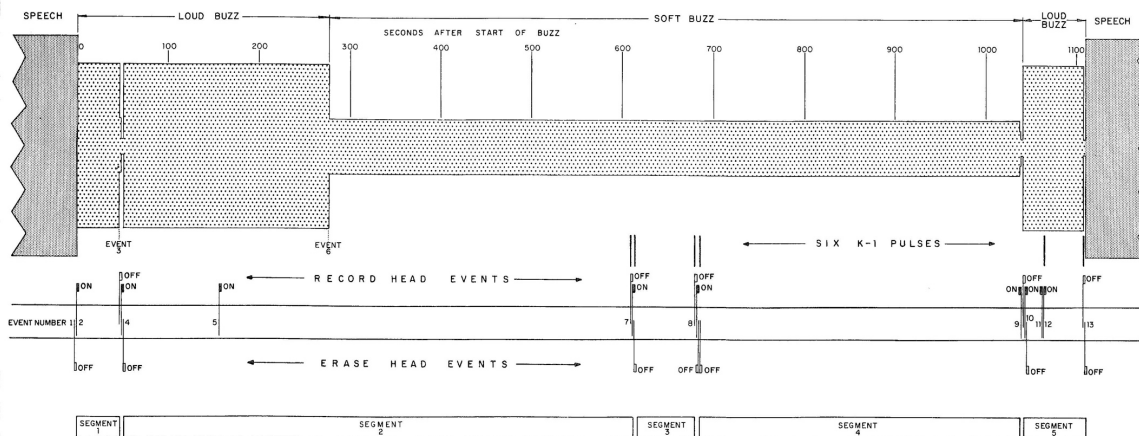 SPEECH LOUD BUZZ SOFT BUZZ LOUD BUZZ SPEECH
SECONDS AFTER START OF BUZZ
0 100 200 300 400 500 600 700 800 900 1000 1100
EVENT 3 EVENT 6
SIX K-1 PULSES
OFF RECORD HEAD EVENTS OFF OFF OFF OFF
ON ON ON ON ON ON ON ON
EVENT NUMBER 1 2 4 5 7 8 9 10 11 12 13
OFF OFF ERASE HEAD EVENTS OFF OFF OFF OFF OFF
SEGMENT 1 SEGMENT 2 SEGMENT 3 SEGMENT 4 SEGMENT 5